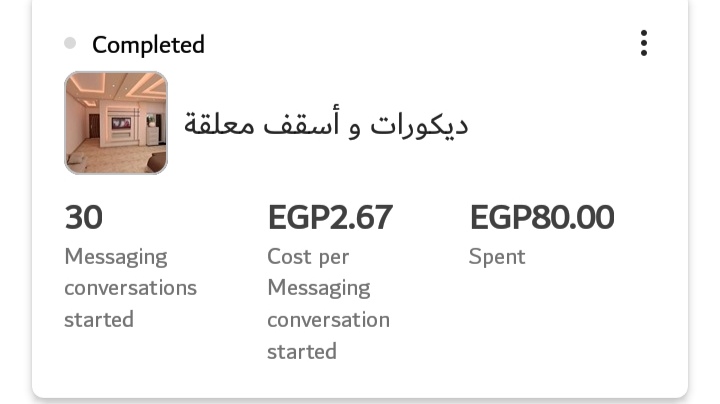 Completed
ديكورات و أسقف معلقة
30
Messaging
conversations
started
EGP2.67
Cost per
Messaging
conversation
started
EGP80.00
Spent